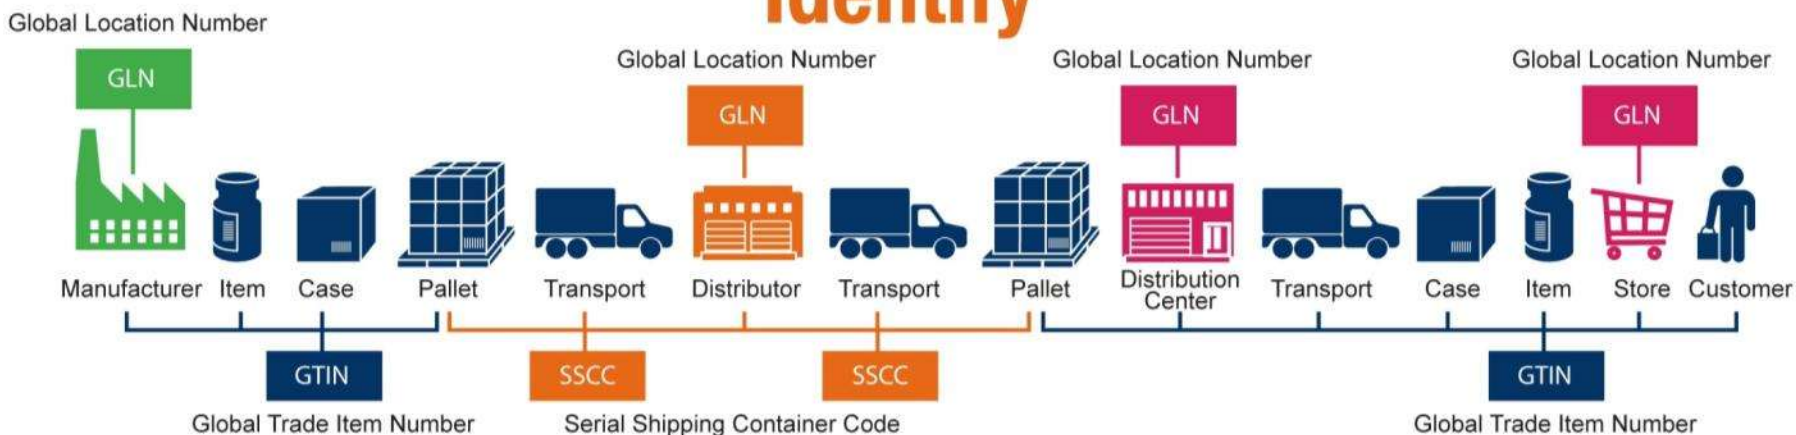 Identify
Global Location Number
GLN
Global Location Number
GLN
Global Location Number
GLN
Global Location Number
GLN
Manufacturer
Item
Case
Pallet
Transport
Distributor
Transport
Pallet
Distribution
Center
Transport
Case
Item
Store
Customer
GTIN
Global Trade Item Number
SSCC
SSCC
Serial Shipping Container Code
GTIN
Global Trade Item Number